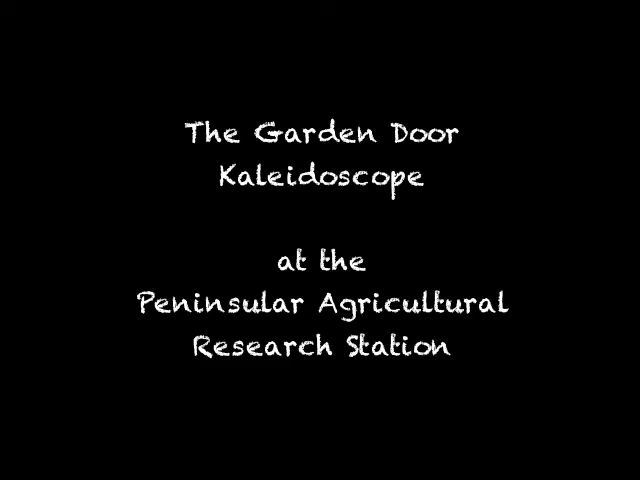 The Garden Door
Kaleidoscope
at the
Peninsular Agricultural
Research Station